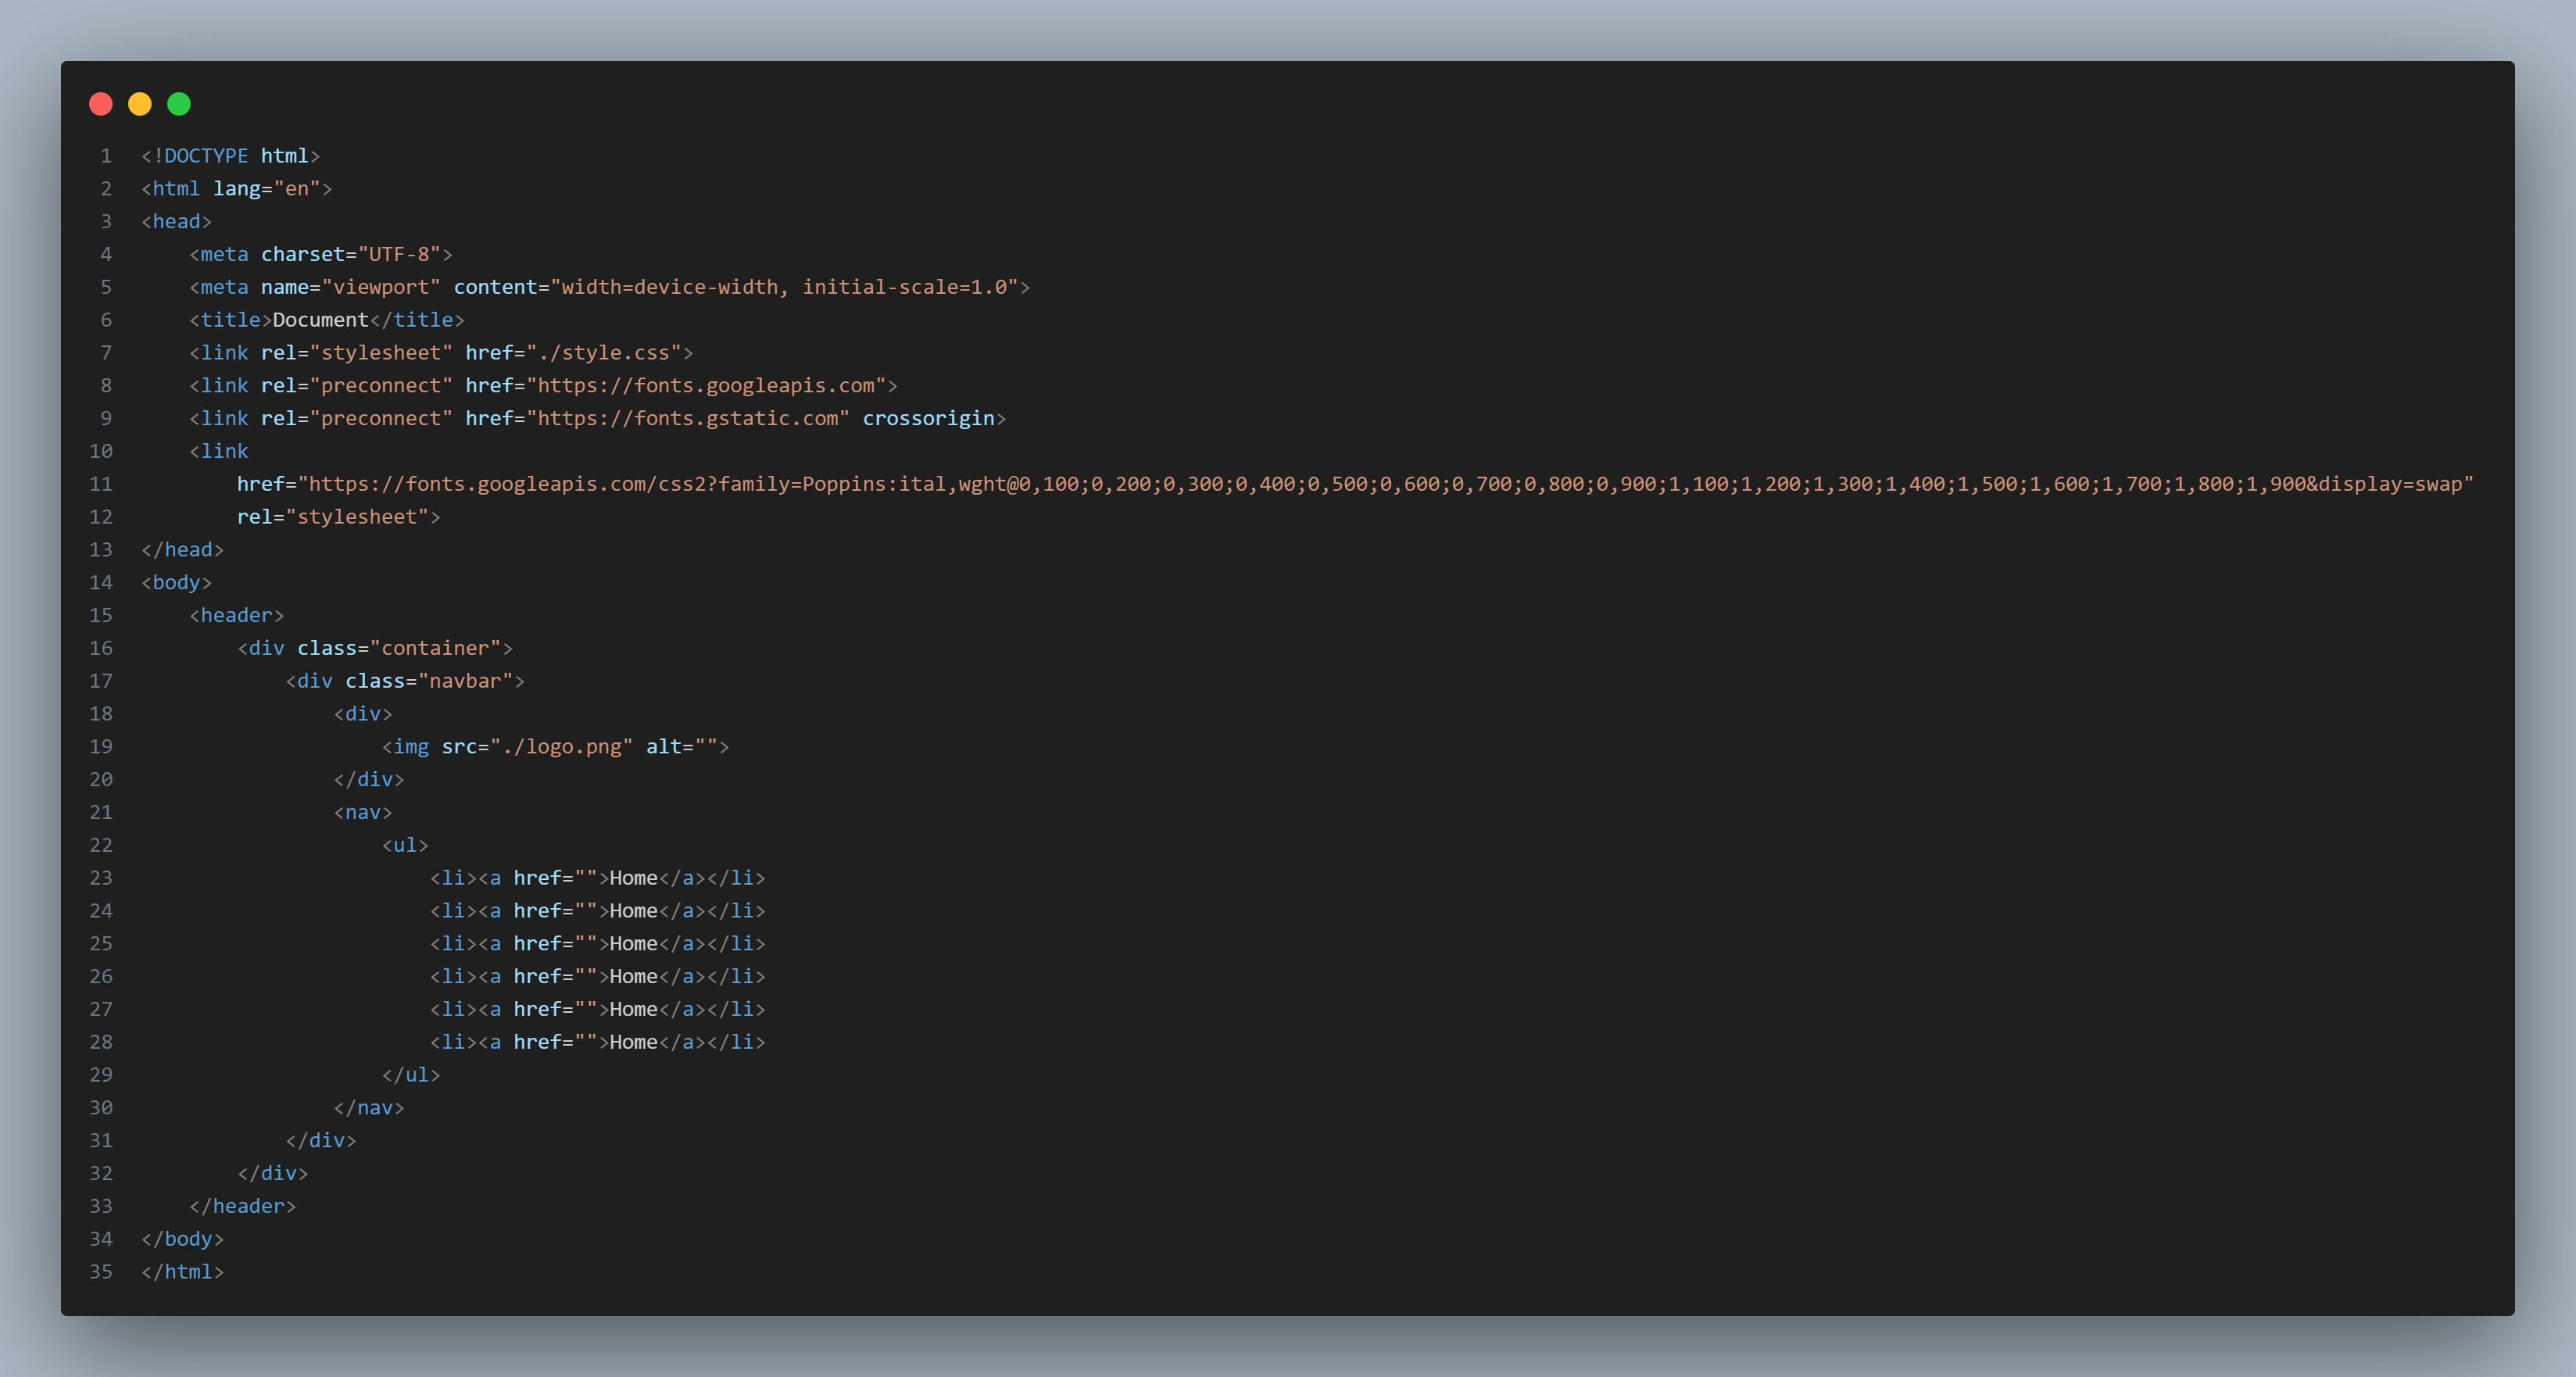 1 <!DOCTYPE html>
2 <html lang="en">
3 <head>
4     <meta charset="UTF-8">
5     <meta name="viewport" content="width=device-width, initial-scale=1.0">
6     <title>Document</title>
7     <link rel="stylesheet" href="./style.css">
8     <link rel="preconnect" href="https://fonts.googleapis.com">
9     <link rel="preconnect" href="https://fonts.gstatic.com" crossorigin>
10     <link
11         href="https://fonts.googleapis.com/css2?family=Poppins:ital,wght@0,100;0,200;0,300;0,400;0,500;0,600;0,700;0,800;0,900;1,100;1,200;1,300;1,400;1,500;1,600;1,700;1,800;1,900&display=swap"
12         rel="stylesheet">
13 </head>
14 <body>
15     <header>
16         <div class="container">
17             <div class="navbar">
18                 <div>
19                     <img src="./logo.png" alt="">
20                 </div>
21                 <nav>
22                     <ul>
23                         <li><a href="">Home</a></li>
24                         <li><a href="">Home</a></li>
25                         <li><a href="">Home</a></li>
26                         <li><a href="">Home</a></li>
27                         <li><a href="">Home</a></li>
28                         <li><a href="">Home</a></li>
29                     </ul>
30                 </nav>
31             </div>
32         </div>
33     </header>
34 </body>
35 </html>